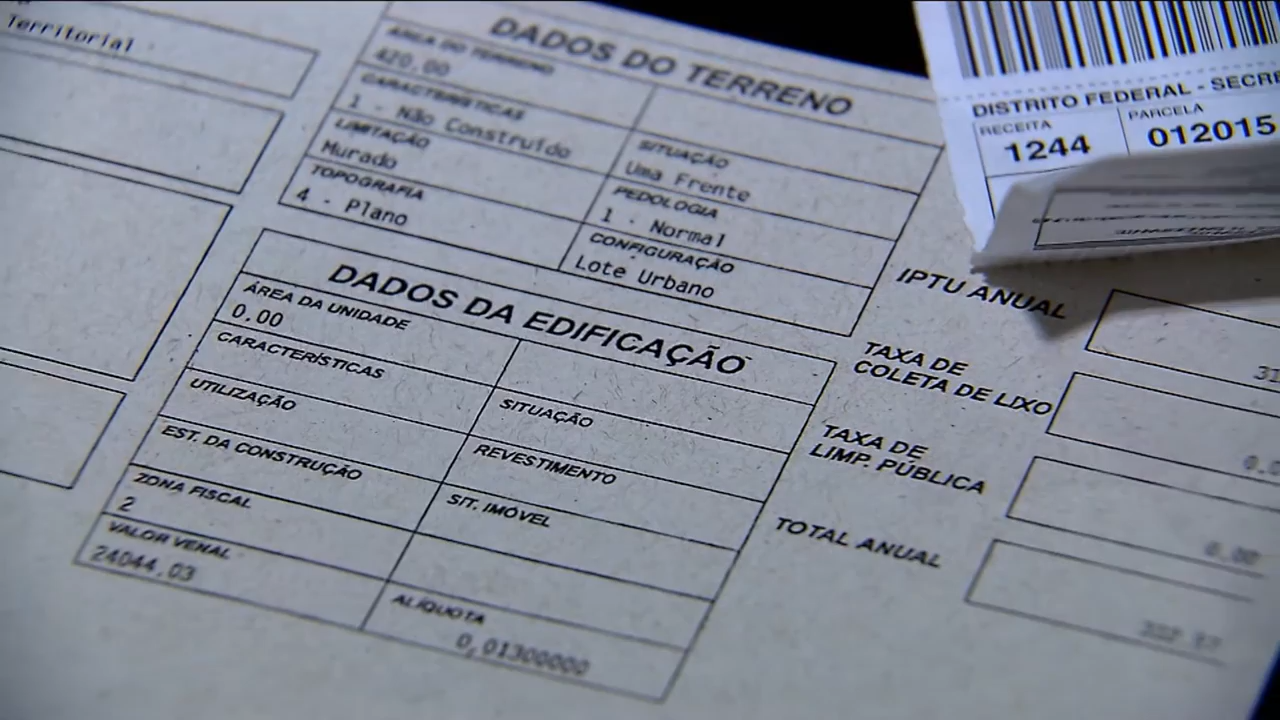 Territorial
DADOS DO TERRENO
ÁREA DO TERRENO
420,00
CARACTERÍSTICAS
1 - Não Construído
SITUAÇÃO
Uma Frente
LIMITAÇÃO
Murado
PEDOLOGIA
1 - Normal
TOPOGRAFIA
4 - Plano
CONFIGURAÇÃO
Lote Urbano
DADOS DA EDIFICAÇÃO
ÁREA DA UNIDADE
0.00
CARACTERÍSTICAS
SITUAÇÃO
UTILIZAÇÃO
REVESTIMENTO
EST. DA CONSTRUÇÃO
SIT. IMÓVEL
ZONA FISCAL
2
VALOR VENAL
24044,03
ALÍQUOTA
0,01300000
DISTRITO FEDERAL - SECRE
RECEITA
1244
PARCELA
012015
IPTU ANUAL
31
TAXA DE
COLETA DE LIXO
TAXA DE
LIMP. PÚBLICA
TOTAL ANUAL